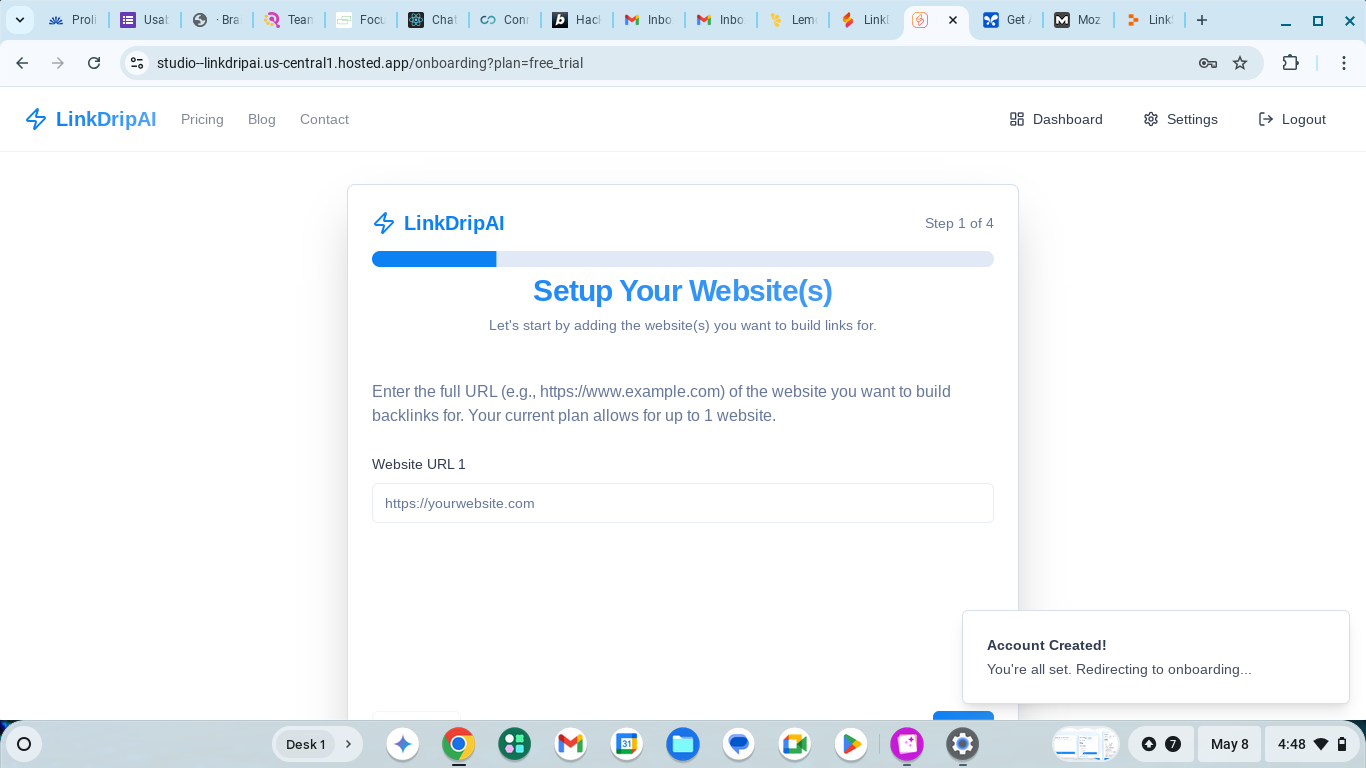 Proli
Usab
· Bra
Team
Focu
Chat
Conn
Hack
Inbo
Inbo
Lem
LinkD
Get A
Moz
Link
studio--linkdripai.us-central1.hosted.app/onboarding?plan=free_trial
LinkDripAI
Pricing
Blog
Contact
Dashboard
Settings
Logout
LinkDripAI
Step 1 of 4
Setup Your Website(s)
Let's start by adding the website(s) you want to build links for.
Enter the full URL (e.g., https://www.example.com) of the website you want to build
backlinks for. Your current plan allows for up to 1 website.
Website URL 1
https://yourwebsite.com
Account Created!
You're all set. Redirecting to onboarding...
Desk 1
31
7
May 8
4:48